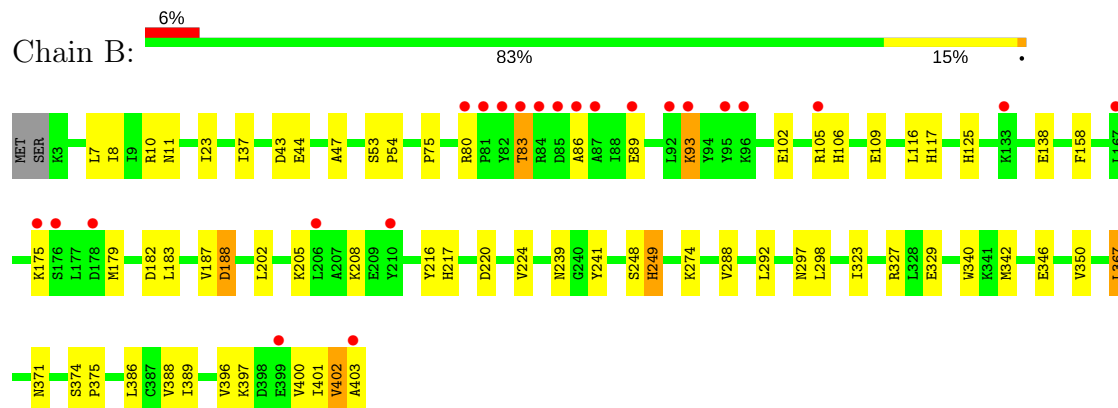 6%
Chain B:
83% 15% •
MET SER K3 L7 I8 I9 R10 N11 I23 I37 D43 E44 A47 S53 P54 P75 R80 P81 Y82 T83 R84 D85 A86 A87 I88 E89 L92 K93 Y94 Y95 K96 E102 R105 H106 E109 L116 H117 H125 K133 E138 F158 L167
K175 S176 L177 D178 M179 D182 L183 V187 D188 L202 K205 L206 A207 K208 E209 Y210 Y216 H217 D220 V224 N239 G240 Y241 S248 H249 K274 V288 L292 N297 L298 I323 R327 L328 E329 W340 K341 M342 E346 V350 L367
N371 S374 P375 L386 C387 V388 I389 V396 K397 D398 E399 V400 I401 V402 A403